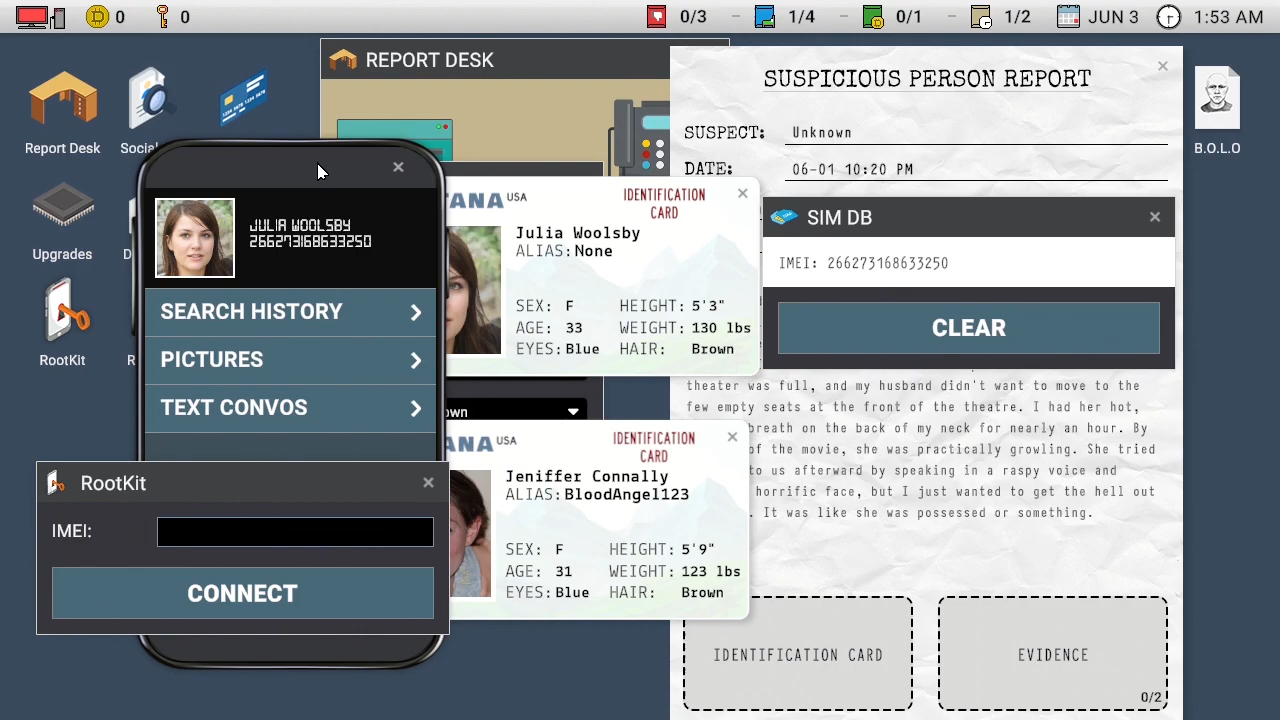 0
0
0/3
1/4
0/1
1/2
JUN 3
1:53 AM
REPORT DESK
SUSPICIOUS PERSON REPORT
SUSPECT: Unknown
DATE: 06-01 10:20 PM
Report Desk
Social
B.O.L.O
Upgrades
D
RootKit
R
JULIA WOOLSBY
266273168633250
SEARCH HISTORY
PICTURES
TEXT CONVOS
TANA USA
IDENTIFICATION CARD
Julia Woolsby
ALIAS: None
SEX: F HEIGHT: 5'3"
AGE: 33 WEIGHT: 130 lbs
EYES: Blue HAIR: Brown
SIM DB
IMEI: 266273168633250
CLEAR
own
theater was full, and my husband didn't want to move to the
few empty seats at the front of the theatre. I had her hot,
breath on the back of my neck for nearly an hour. By
of the movie, she was practically growling. She tried
to us afterward by speaking in a raspy voice and
horrific face, but I just wanted to get the hell out
. It was like she was possessed or something.
ANA USA
IDENTIFICATION CARD
Jeniffer Connally
ALIAS: BloodAngel123
SEX: F HEIGHT: 5'9"
AGE: 31 WEIGHT: 123 lbs
EYES: Blue HAIR: Brown
RootKit
IMEI:
CONNECT
IDENTIFICATION CARD
EVIDENCE
0/2